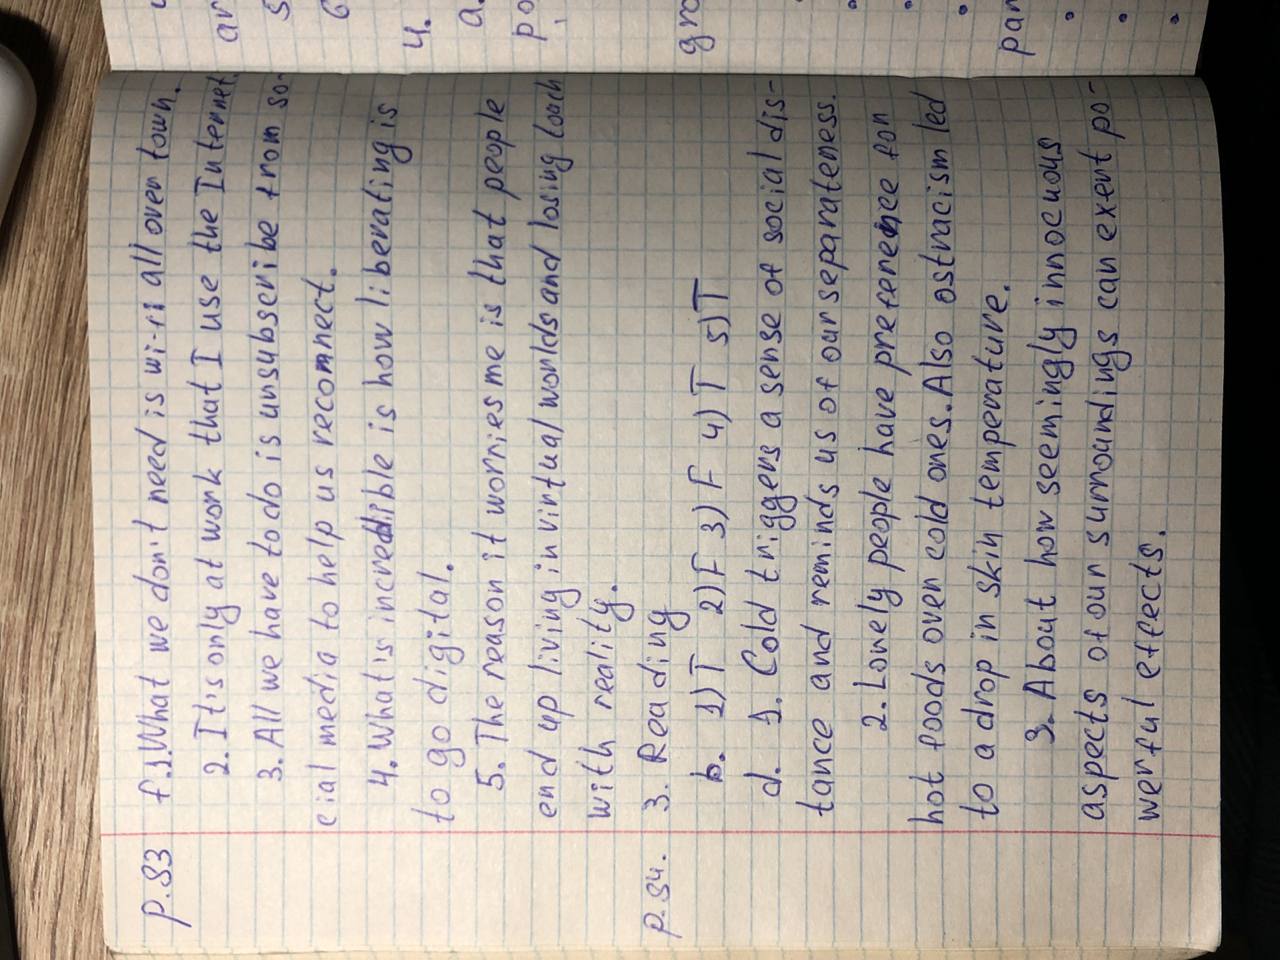 p.83 f.1. What we don't need is wi-fi all over town.
2. It's only at work that I use the Internet.
3. All we have to do is unsubscribe from so-
cial media to help us reconnect.
4. What's incredible is how liberating is
to go digital.
5. The reason it worries me is that people
end up living in virtual worlds and losing touch
with reality.
p.84. 3. Reading
b. 1)T 2)F 3)F 4)T 5)T
d. 1. Cold triggers a sense of social dis-
tance and reminds us of our separateness.
2. Lonely people have preference for
hot foods over cold ones. Also ostracism led
to a drop in skin temperature.
3. About how seemingly innocuous
aspects of our surroundings can exert po-
werful effects.